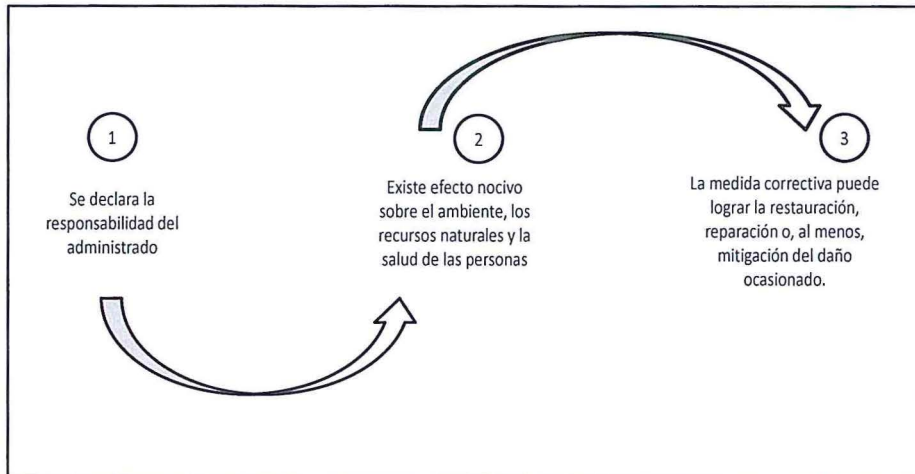 1
Se declara la
responsabilidad del
administrado
2
Existe efecto nocivo
sobre el ambiente, los
recursos naturales y la
salud de las personas
3
La medida correctiva puede
lograr la restauración,
reparación o, al menos,
mitigación del daño
ocasionado.